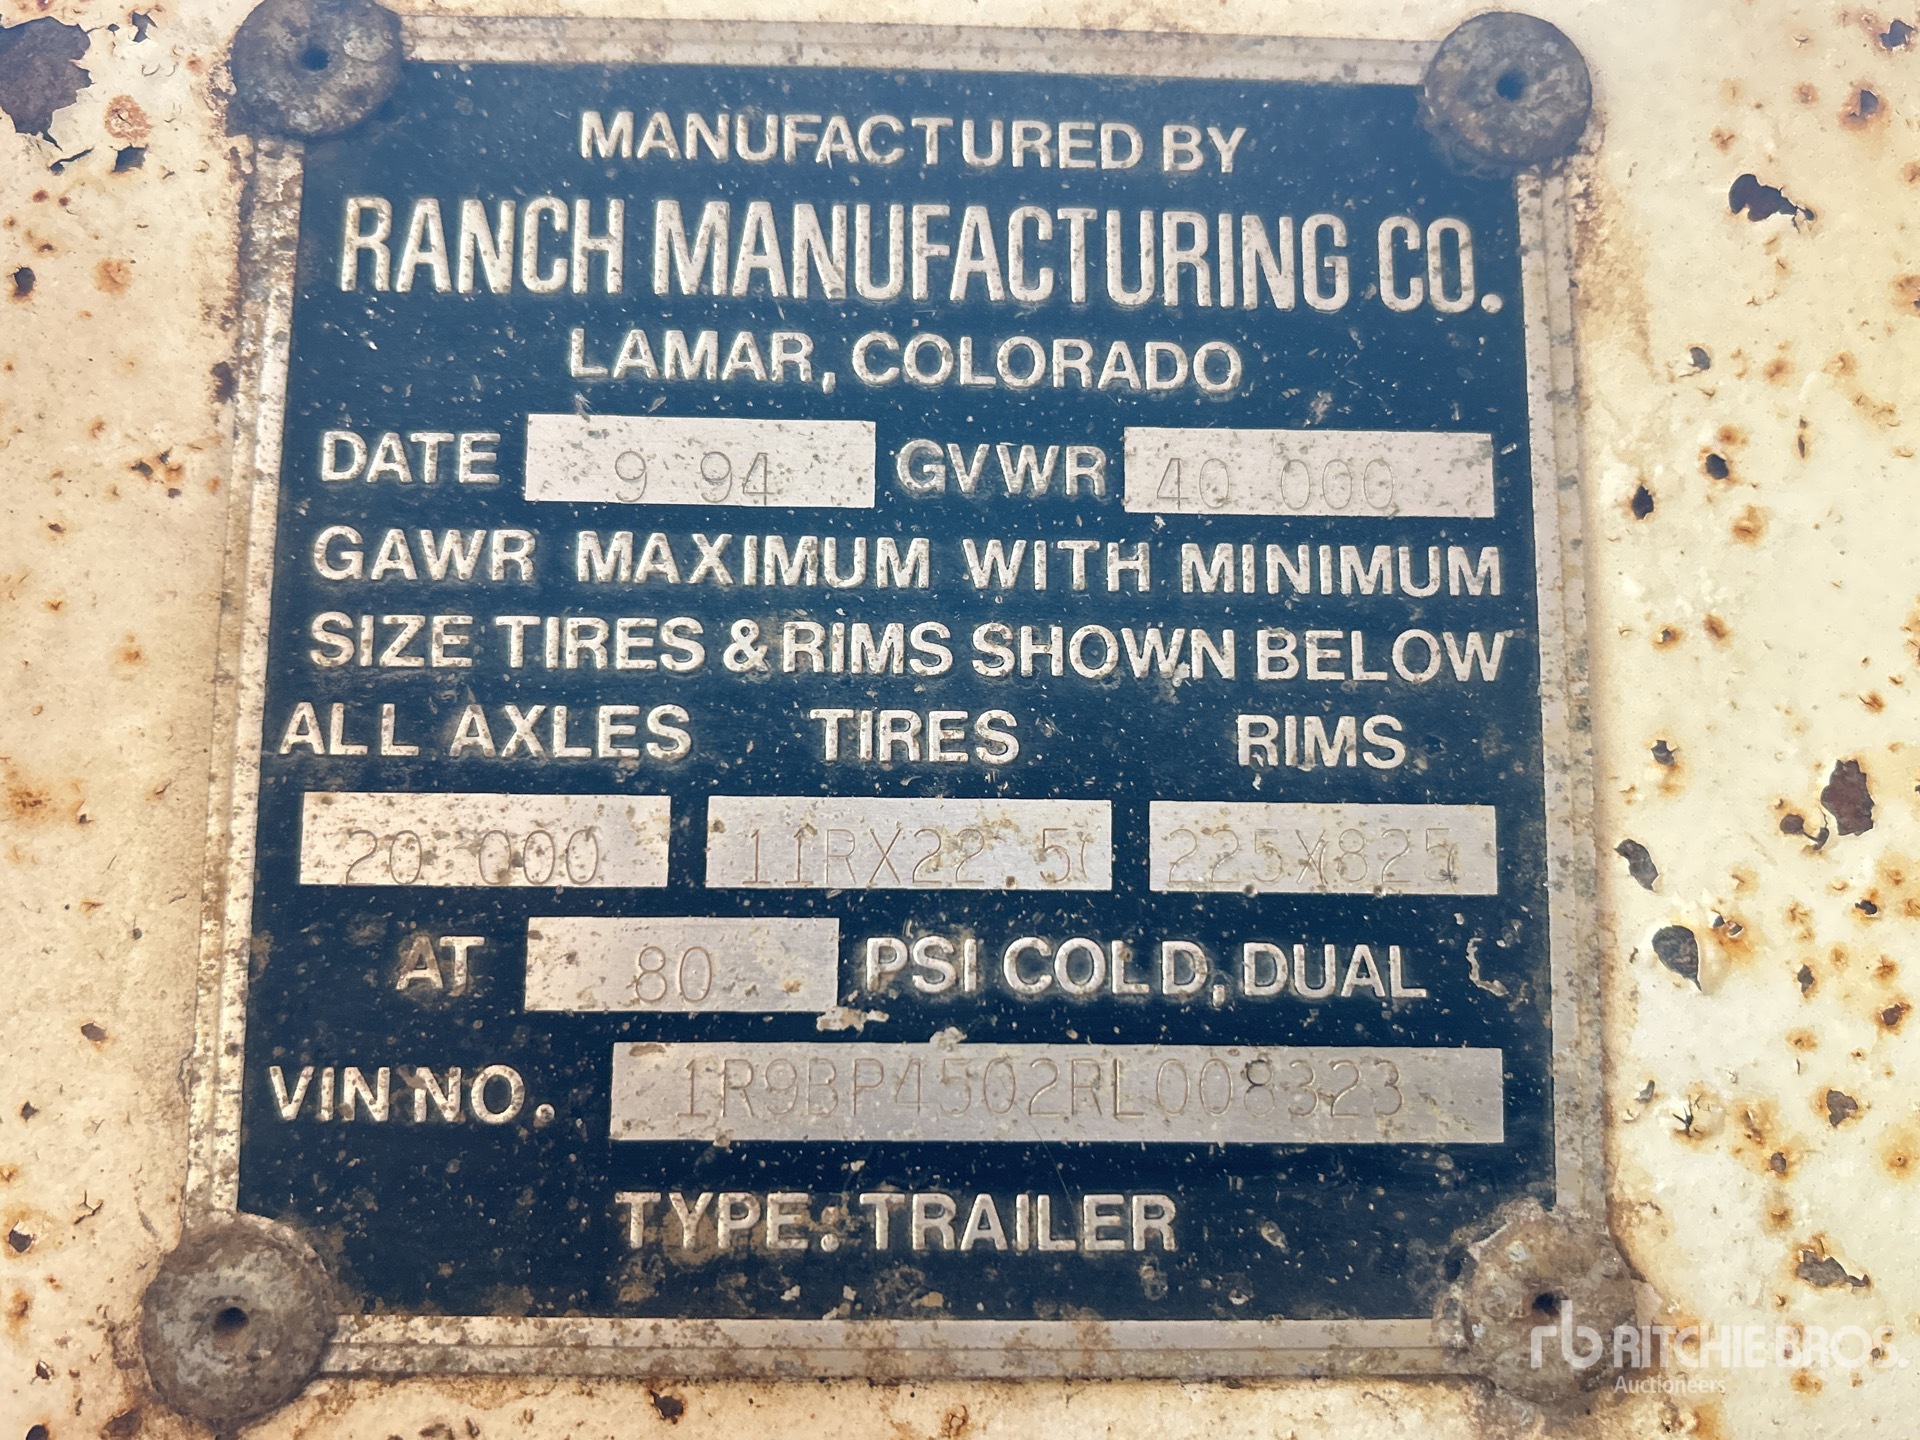 MANUFACTURED BY
RANCH MANUFACTURING CO.
LAMAR, COLORADO
DATE 9 94 GVWR 40 000
GAWR MAXIMUM WITH MINIMUM
SIZE TIRES & RIMS SHOWN BELOW
ALL AXLES TIRES RIMS
20 000 11RX22.5( 225X825
AT 80 PSI COLD, DUAL
VIN NO. 1R9BP4502RL008323
TYPE: TRAILER
rb RITCHIE BROS.
Auctioneers